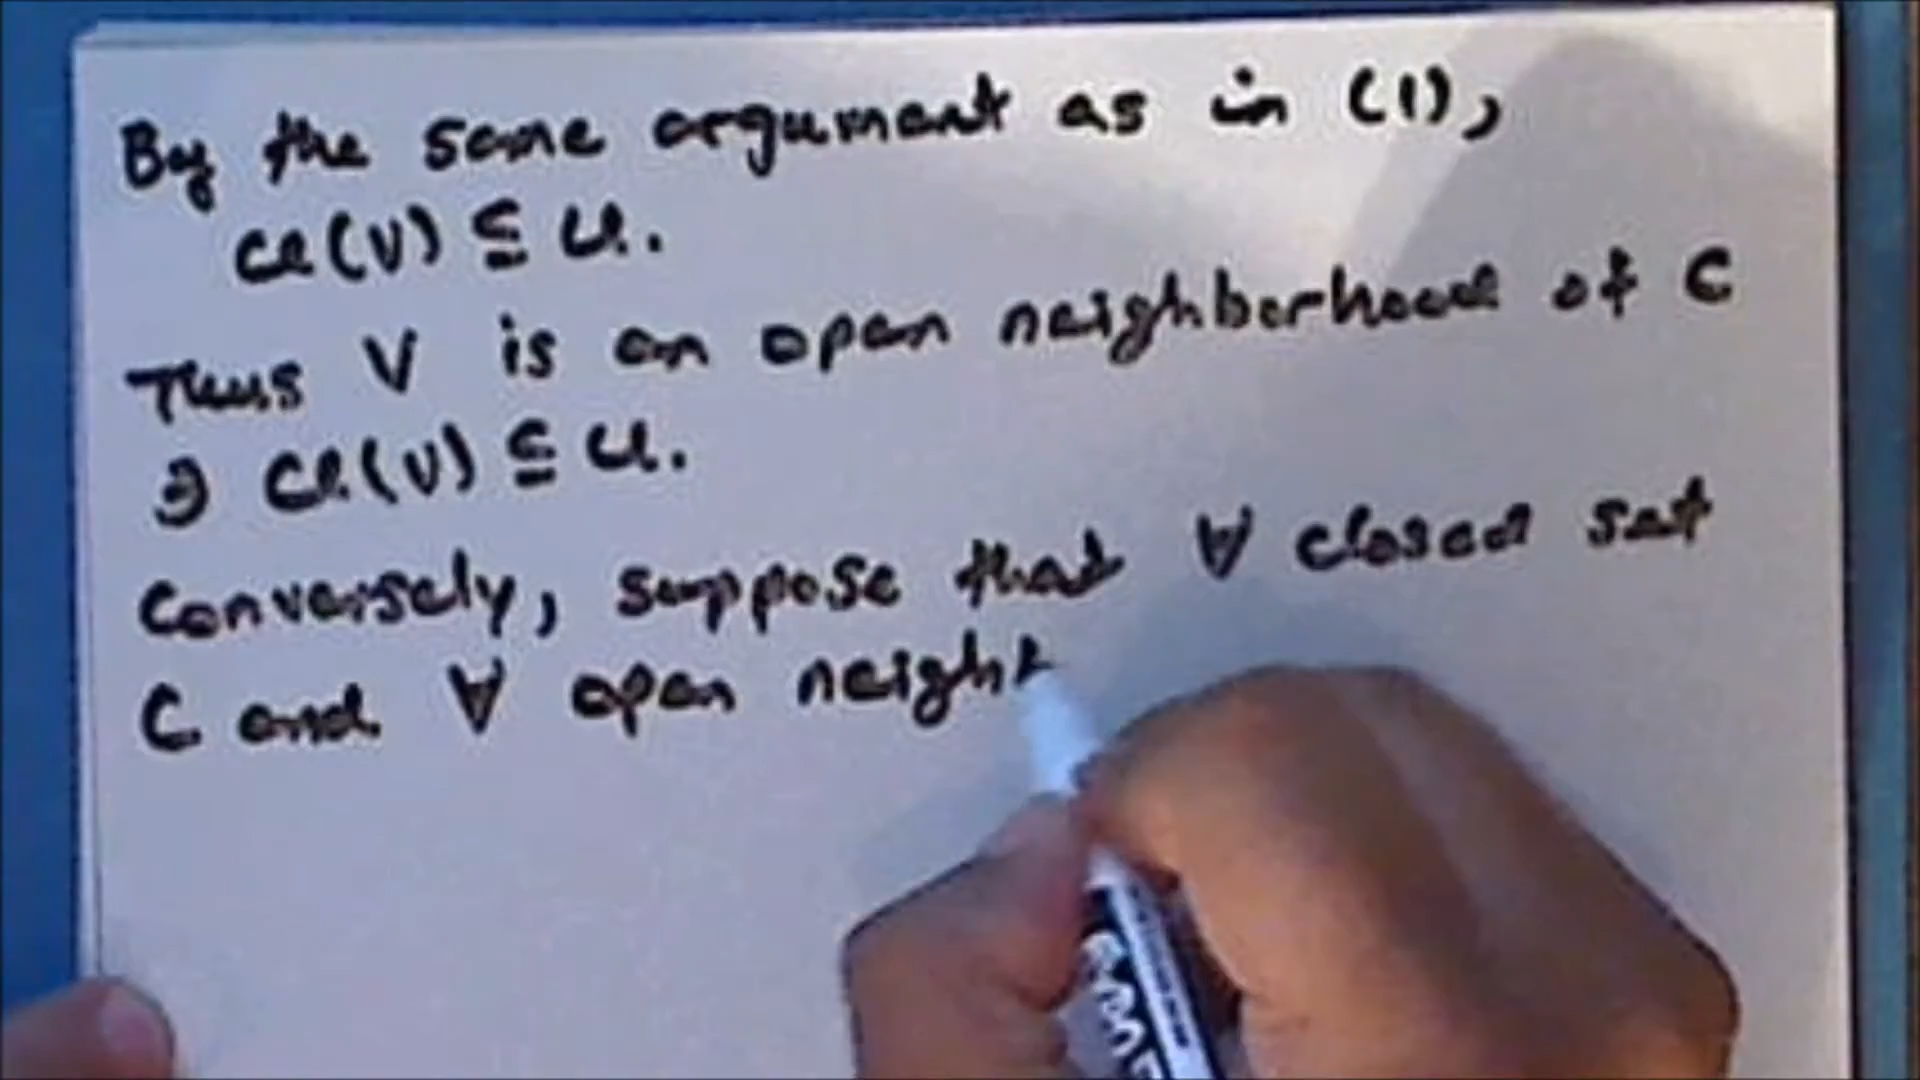 By the same argument as in (1),
Cl(V) ⊆ U.
Thus V is an open neighborhood of C
∋ Cl(V) ⊆ U.
Conversely, suppose that ∀ closed set
C and ∀ open neighb